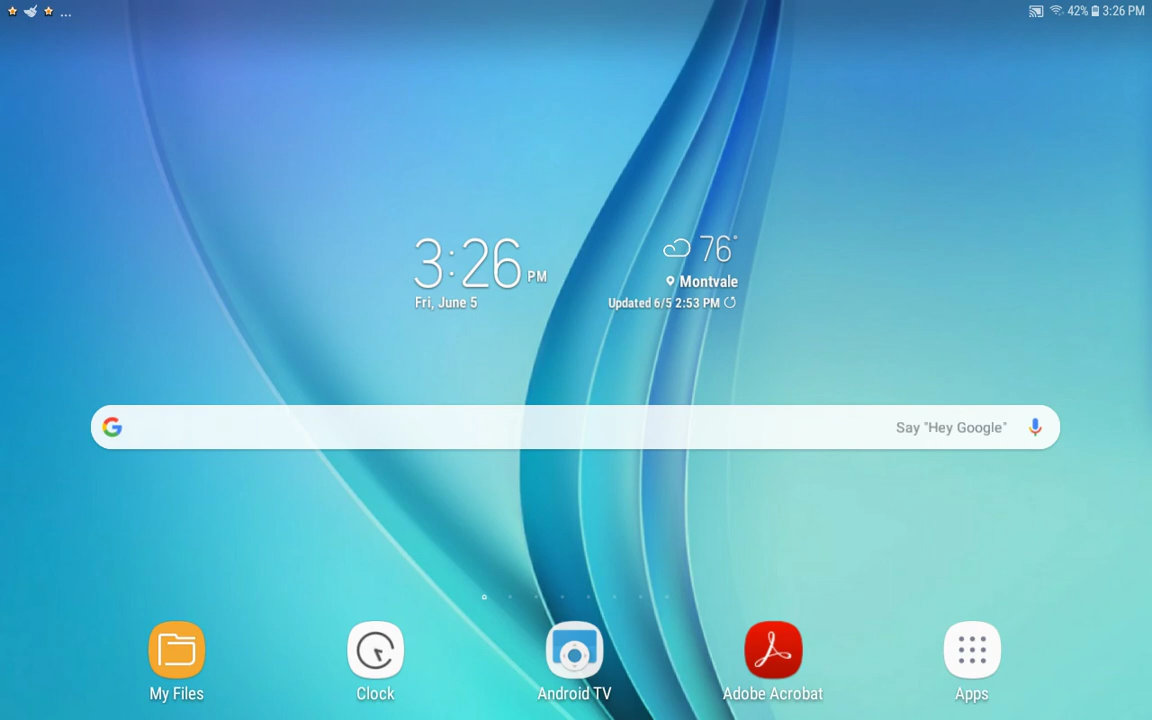 ... 42% 3:26 PM
3:26 PM
Fri, June 5
76°
Montvale
Updated 6/5 2:53 PM
Say "Hey Google"
My Files
Clock
Android TV
Adobe Acrobat
Apps